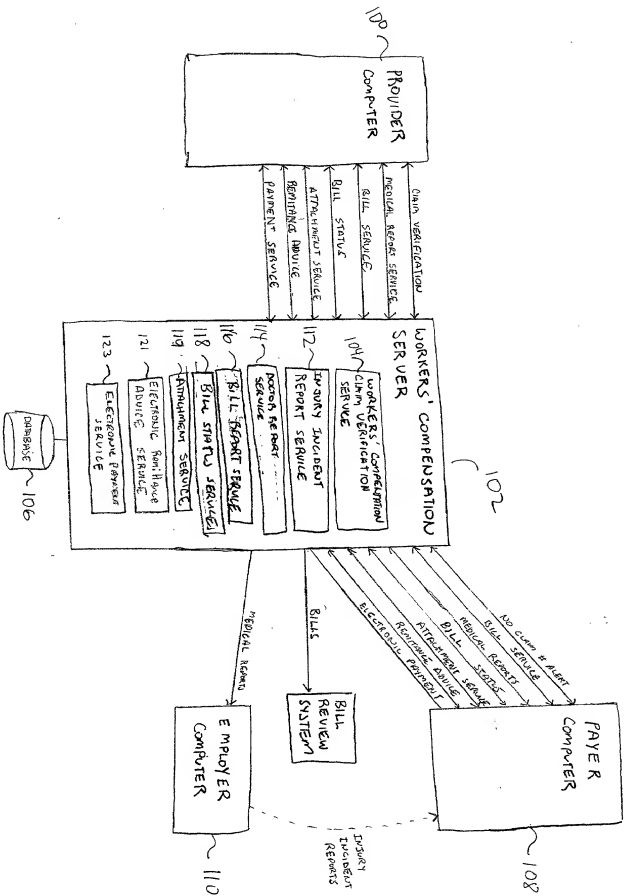 100
PROVIDER
COMPUTER
CLAIM VERIFICATION
MEDICAL REPORT SERVICE
BILL SERVICE
BILL STATUS
ATTACHMENT SERVICE
REMITTANCE ADVICE
PAYMENT SERVICE
WORKERS' COMPENSATION
SERVER
102
104
WORKERS' COMPENSATION
CLAIM VERIFICATION
SERVICE
112
INJURY INCIDENT
REPORT SERVICE
114
DOCTOR REPORT
SERVICE
116
BILL REPORT SERVICE
118
BILL STATUS SERVICES
119
ATTACHMENT SERVICE
121
ELECTRONIC REMITTANCE
ADVICE SERVICE
123
ELECTRONIC PAYMENT
SERVICE
DATABASE
106
NO CLAIM # ALERT
BILL SERVICE
MEDICAL REPORTS
BILL STATUS
ATTACHMENT SERVICE
REMITTANCE ADVICE
ELECTRONIC PAYMENT
BILLS
MEDICAL REPORTS
PAYER
COMPUTER
108
BILL
REVIEW
SYSTEM
EMPLOYER
COMPUTER
110
INJURY
INCIDENT
REPORTS